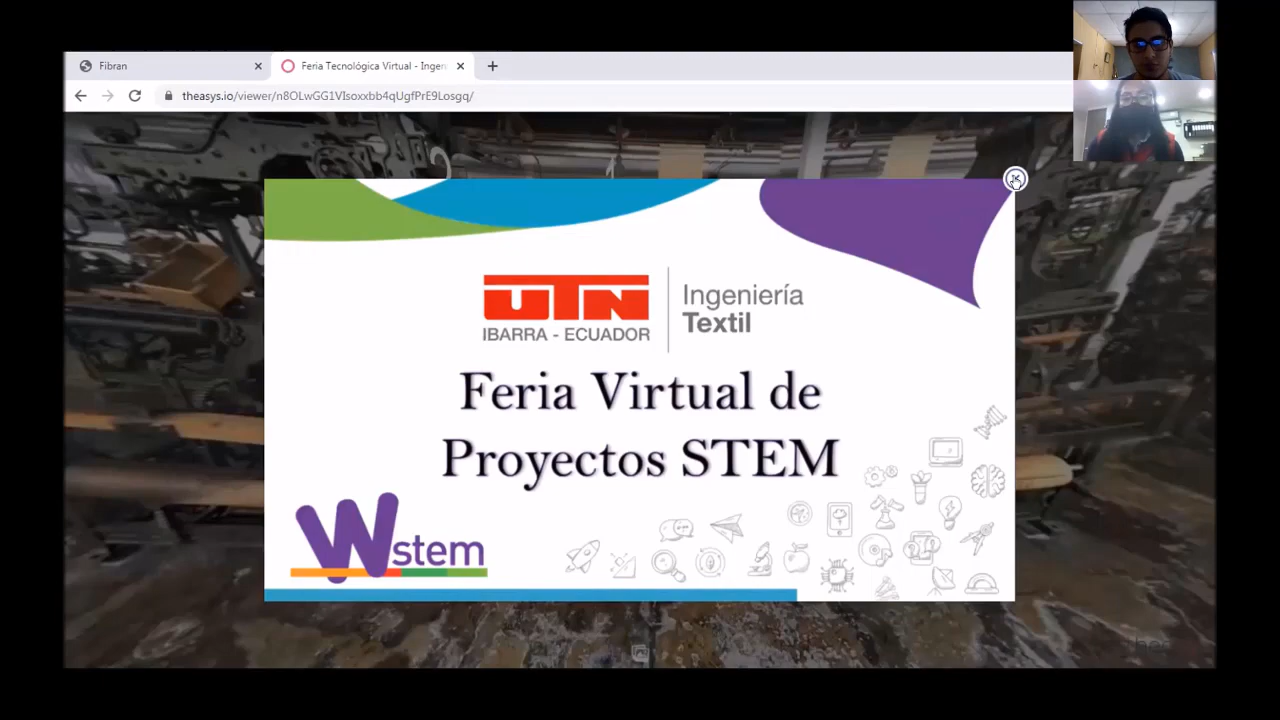 Fibran
Feria Tecnológica Virtual - Ingen
theasys.io/viewer/n8OLwGG1VIsoxxbb4qUgfPrE9Losgq/
UTN
IBARRA - ECUADOR
Ingeniería
Textil
Feria Virtual de
Proyectos STEM
Wstem